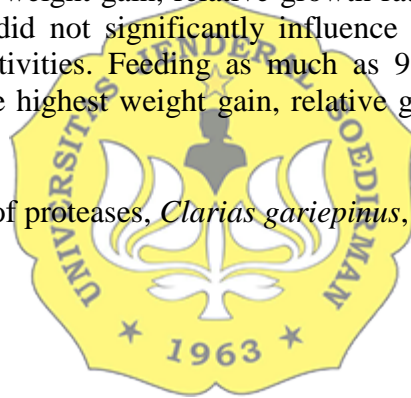 weight gain, relative growth
did not significantly influence
tivities. Feeding as much as 9
e highest weight gain, relative g
of proteases, Clarias gariepinus,
UNIVERSITAS JENDERAL SOEDIRMAN
1963